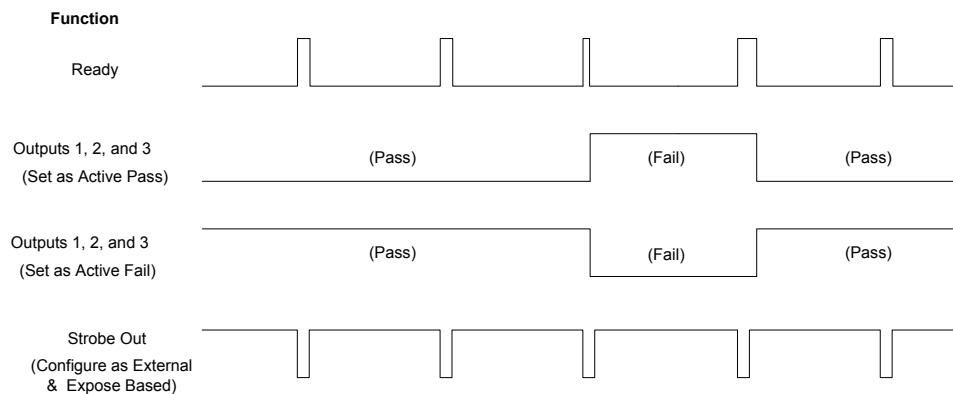 Function
Ready
Outputs 1, 2, and 3
(Set as Active Pass)
(Pass)
(Fail)
(Pass)
Outputs 1, 2, and 3
(Set as Active Fail)
(Pass)
(Fail)
(Pass)
Strobe Out
(Configure as External
& Expose Based)